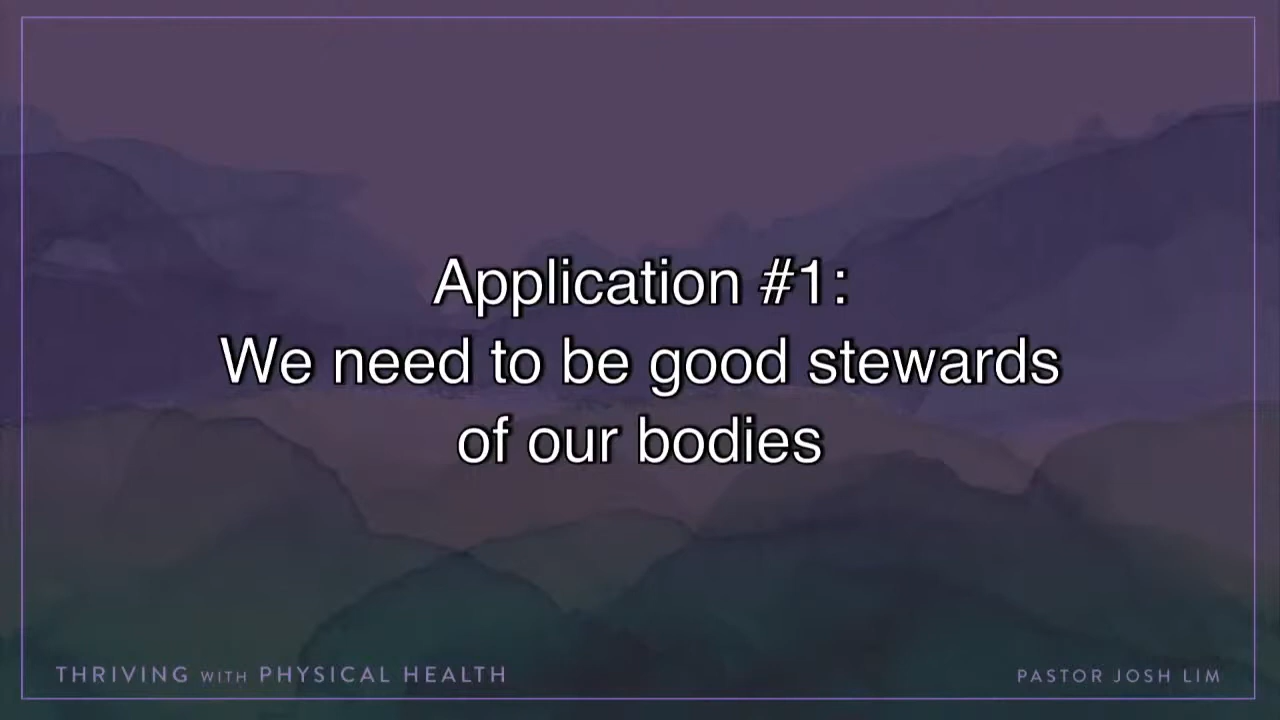 Application #1:
We need to be good stewards
of our bodies
THRIVING WITH PHYSICAL HEALTH
PASTOR JOSH LIM